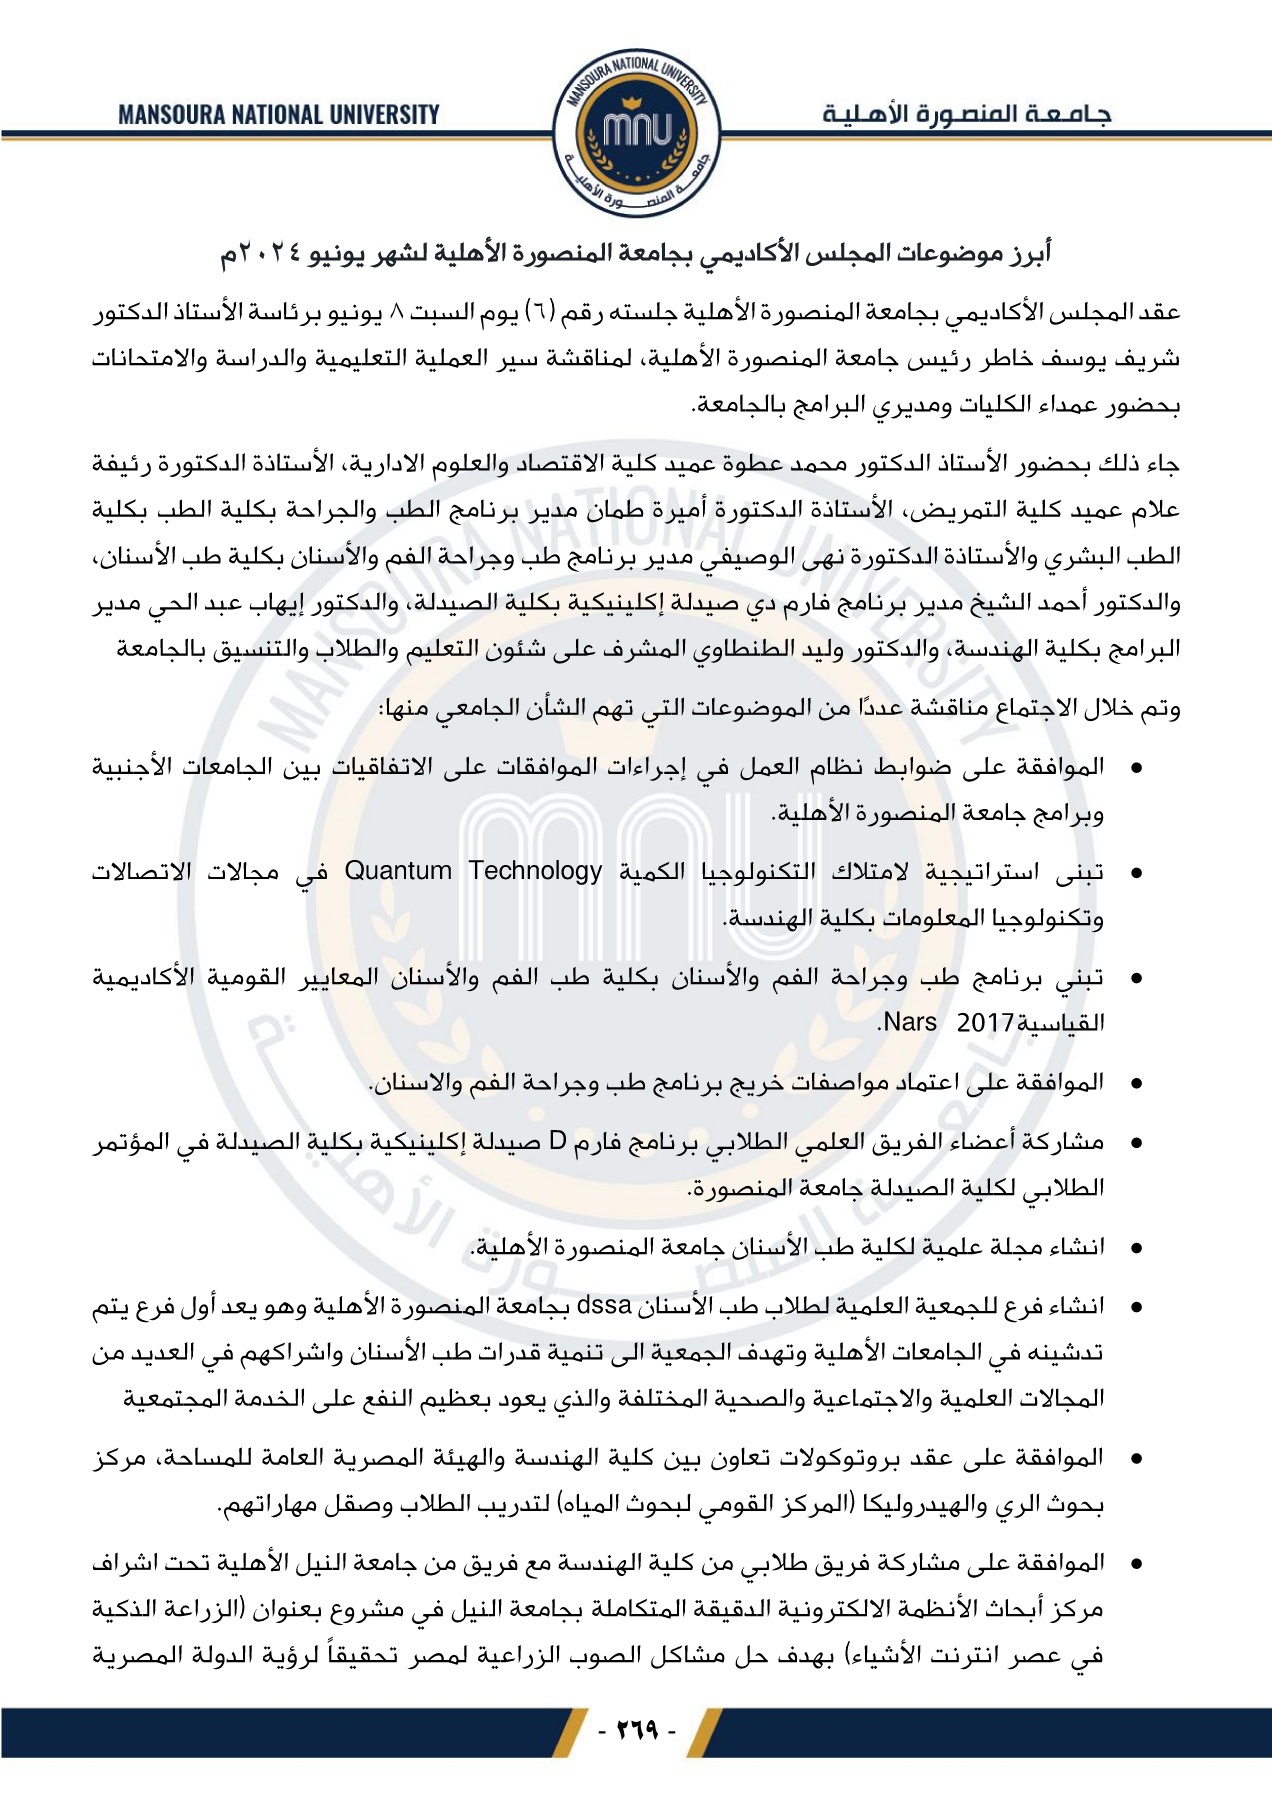 MANSOURA NATIONAL UNIVERSITY
جامعة المنصورة الأهلية
MANSOURA NATIONAL UNIVERSITY
mnu
جامعة المنصورة الأهلية
أبرز موضوعات المجلس الأكاديمي بجامعة المنصورة الأهلية لشهر يونيو ٢٠٢٤م
عقد المجلس الأكاديمي بجامعة المنصورة الأهلية جلسته رقم (٦) يوم السبت ٨ يونيو برئاسة الأستاذ الدكتور
شريف يوسف خاطر رئيس جامعة المنصورة الأهلية، لمناقشة سير العملية التعليمية والدراسة والامتحانات
بحضور عمداء الكليات ومديري البرامج بالجامعة.
جاء ذلك بحضور الأستاذ الدكتور محمد عطوة عميد كلية الاقتصاد والعلوم الادارية، الأستاذة الدكتورة رئيفة
علام عميد كلية التمريض، الأستاذة الدكتورة أميرة طمان مدير برنامج الطب والجراحة بكلية الطب بكلية
الطب البشري والأستاذة الدكتورة نهى الوصيفي مدير برنامج طب وجراحة الفم والأسنان بكلية طب الأسنان،
والدكتور أحمد الشيخ مدير برنامج فارم دي صيدلة إكلينيكية بكلية الصيدلة، والدكتور إيهاب عبد الحي مدير
البرامج بكلية الهندسة، والدكتور وليد الطنطاوي المشرف على شئون التعليم والطلاب والتنسيق بالجامعة
وتم خلال الاجتماع مناقشة عددًا من الموضوعات التي تهم الشأن الجامعي منها:
• الموافقة على ضوابط نظام العمل في إجراءات الموافقات على الاتفاقيات بين الجامعات الأجنبية
وبرامج جامعة المنصورة الأهلية.
• تبنى استراتيجية لامتلاك التكنولوجيا الكمية Quantum Technology في مجالات الاتصالات
وتكنولوجيا المعلومات بكلية الهندسة.
• تبني برنامج طب وجراحة الفم والأسنان بكلية طب الفم والأسنان المعايير القومية الأكاديمية
القياسية2017 Nars.
• الموافقة على اعتماد مواصفات خريج برنامج طب وجراحة الفم والاسنان.
• مشاركة أعضاء الفريق العلمي الطلابي برنامج فارم D صيدلة إكلينيكية بكلية الصيدلة في المؤتمر
الطلابي لكلية الصيدلة جامعة المنصورة.
• انشاء مجلة علمية لكلية طب الأسنان جامعة المنصورة الأهلية.
• انشاء فرع للجمعية العلمية لطلاب طب الأسنان dssa بجامعة المنصورة الأهلية وهو يعد أول فرع يتم
تدشينه في الجامعات الأهلية وتهدف الجمعية الى تنمية قدرات طب الأسنان واشراكهم في العديد من
المجالات العلمية والاجتماعية والصحية المختلفة والذي يعود بعظيم النفع على الخدمة المجتمعية
• الموافقة على عقد بروتوكولات تعاون بين كلية الهندسة والهيئة المصرية العامة للمساحة، مركز
بحوث الري والهيدروليكا (المركز القومي لبحوث المياه) لتدريب الطلاب وصقل مهاراتهم.
• الموافقة على مشاركة فريق طلابي من كلية الهندسة مع فريق من جامعة النيل الأهلية تحت اشراف
مركز أبحاث الأنظمة الالكترونية الدقيقة المتكاملة بجامعة النيل في مشروع بعنوان (الزراعة الذكية
في عصر انترنت الأشياء) بهدف حل مشاكل الصوب الزراعية لمصر تحقيقاً لرؤية الدولة المصرية
- ٢٦٩ -